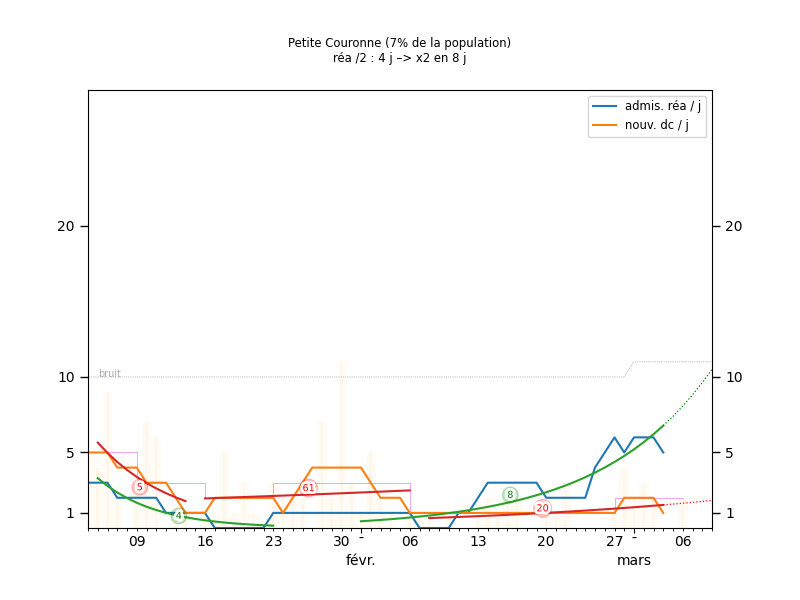 Petite Couronne (7% de la population)
réa /2 : 4 j –> x2 en 8 j
admis. réa / j
nouv. dc / j
20 20
bruit
10 10
5 5
1 1
5
4
61
8
20
09 16 23 30 - 06 13 20 27 - 06
févr. mars